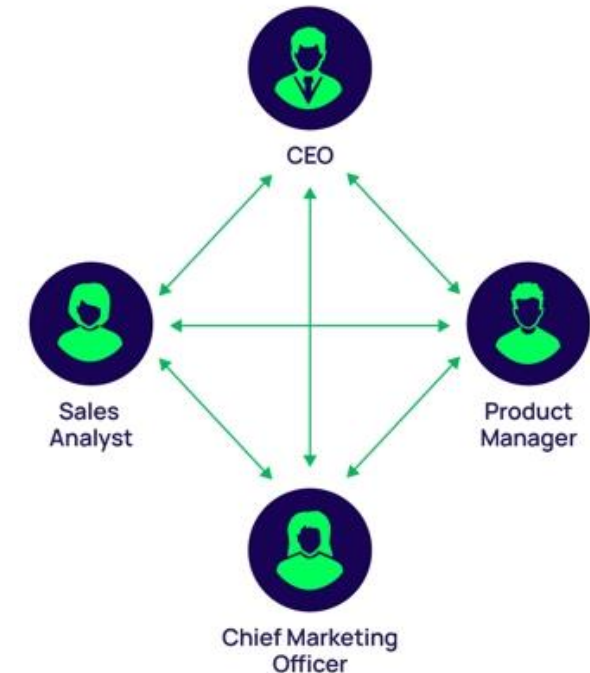 CEO
Sales
Analyst
Product
Manager
Chief Marketing
Officer